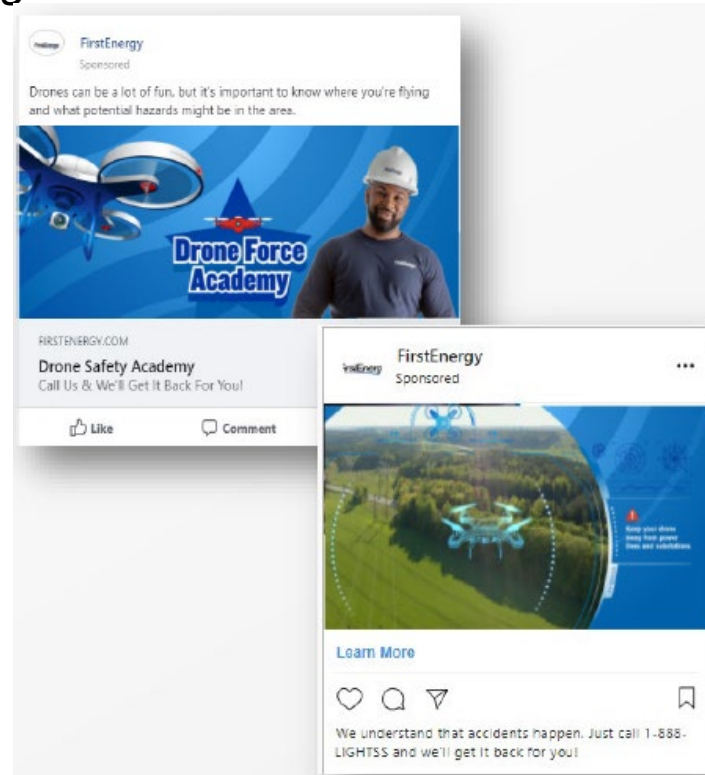 FirstEnergy
Sponsored
Drones can be a lot of fun, but it's important to know where you're flying
and what potential hazards might be in the area.
Drone Force
Academy
FIRSTENERGY.COM
Drone Safety Academy
Call Us & We'll Get It Back For You!
Like
Comment
FirstEnergy
Sponsored
Keep your drone
away from power
lines and substations
Learn More
We understand that accidents happen. Just call 1-888-
LIGHTSS and we'll get it back for you!